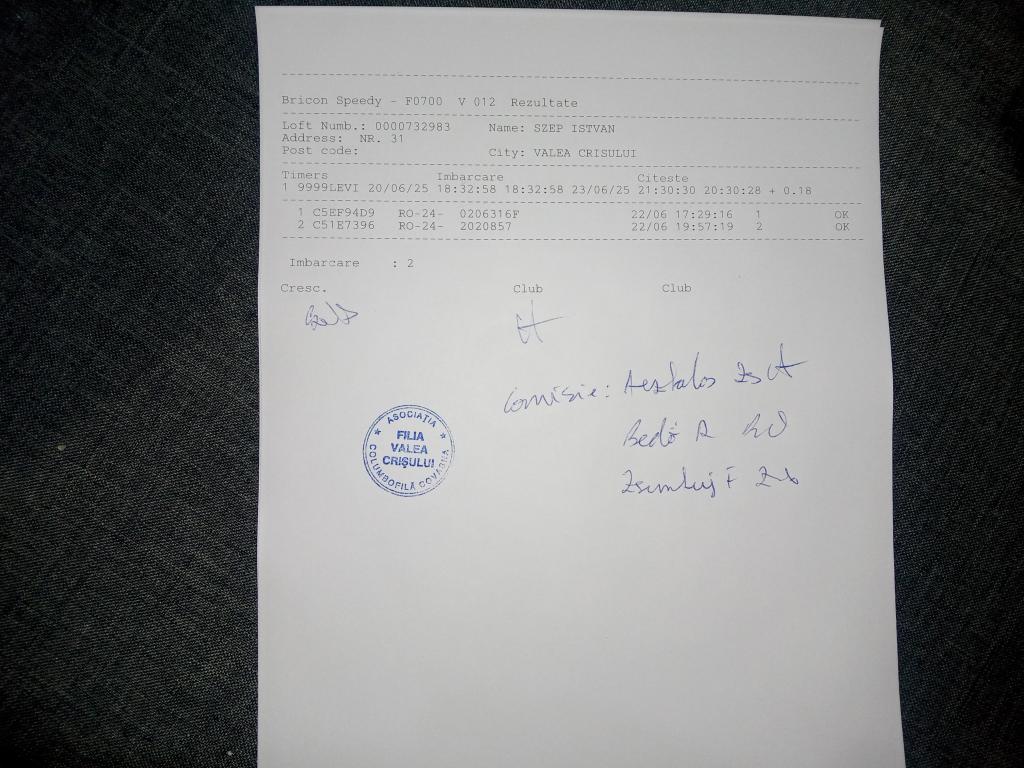 Bricon Speedy - F0700 V 012 Rezultate
Loft Numb.: 0000732983 Name: SZEP ISTVAN
Address: NR. 31
Post code: City: VALEA CRISULUI
Timers Imbarcare Citeste
1 9999LEVI 20/06/25 18:32:58 18:32:58 23/06/25 21:30:30 20:30:28 + 0.18
1 C5EF94D9 RO-24- 0206316F 22/06 17:29:16 1 OK
2 C51E7396 RO-24- 2020857 22/06 19:57:19 2 OK
Imbarcare : 2
Cresc. Club Club
Comisie:
Bedő
ASOCIAŢIA
FILIA
VALEA
CRIŞULUI
COLUMBOFILĂ COVASNA